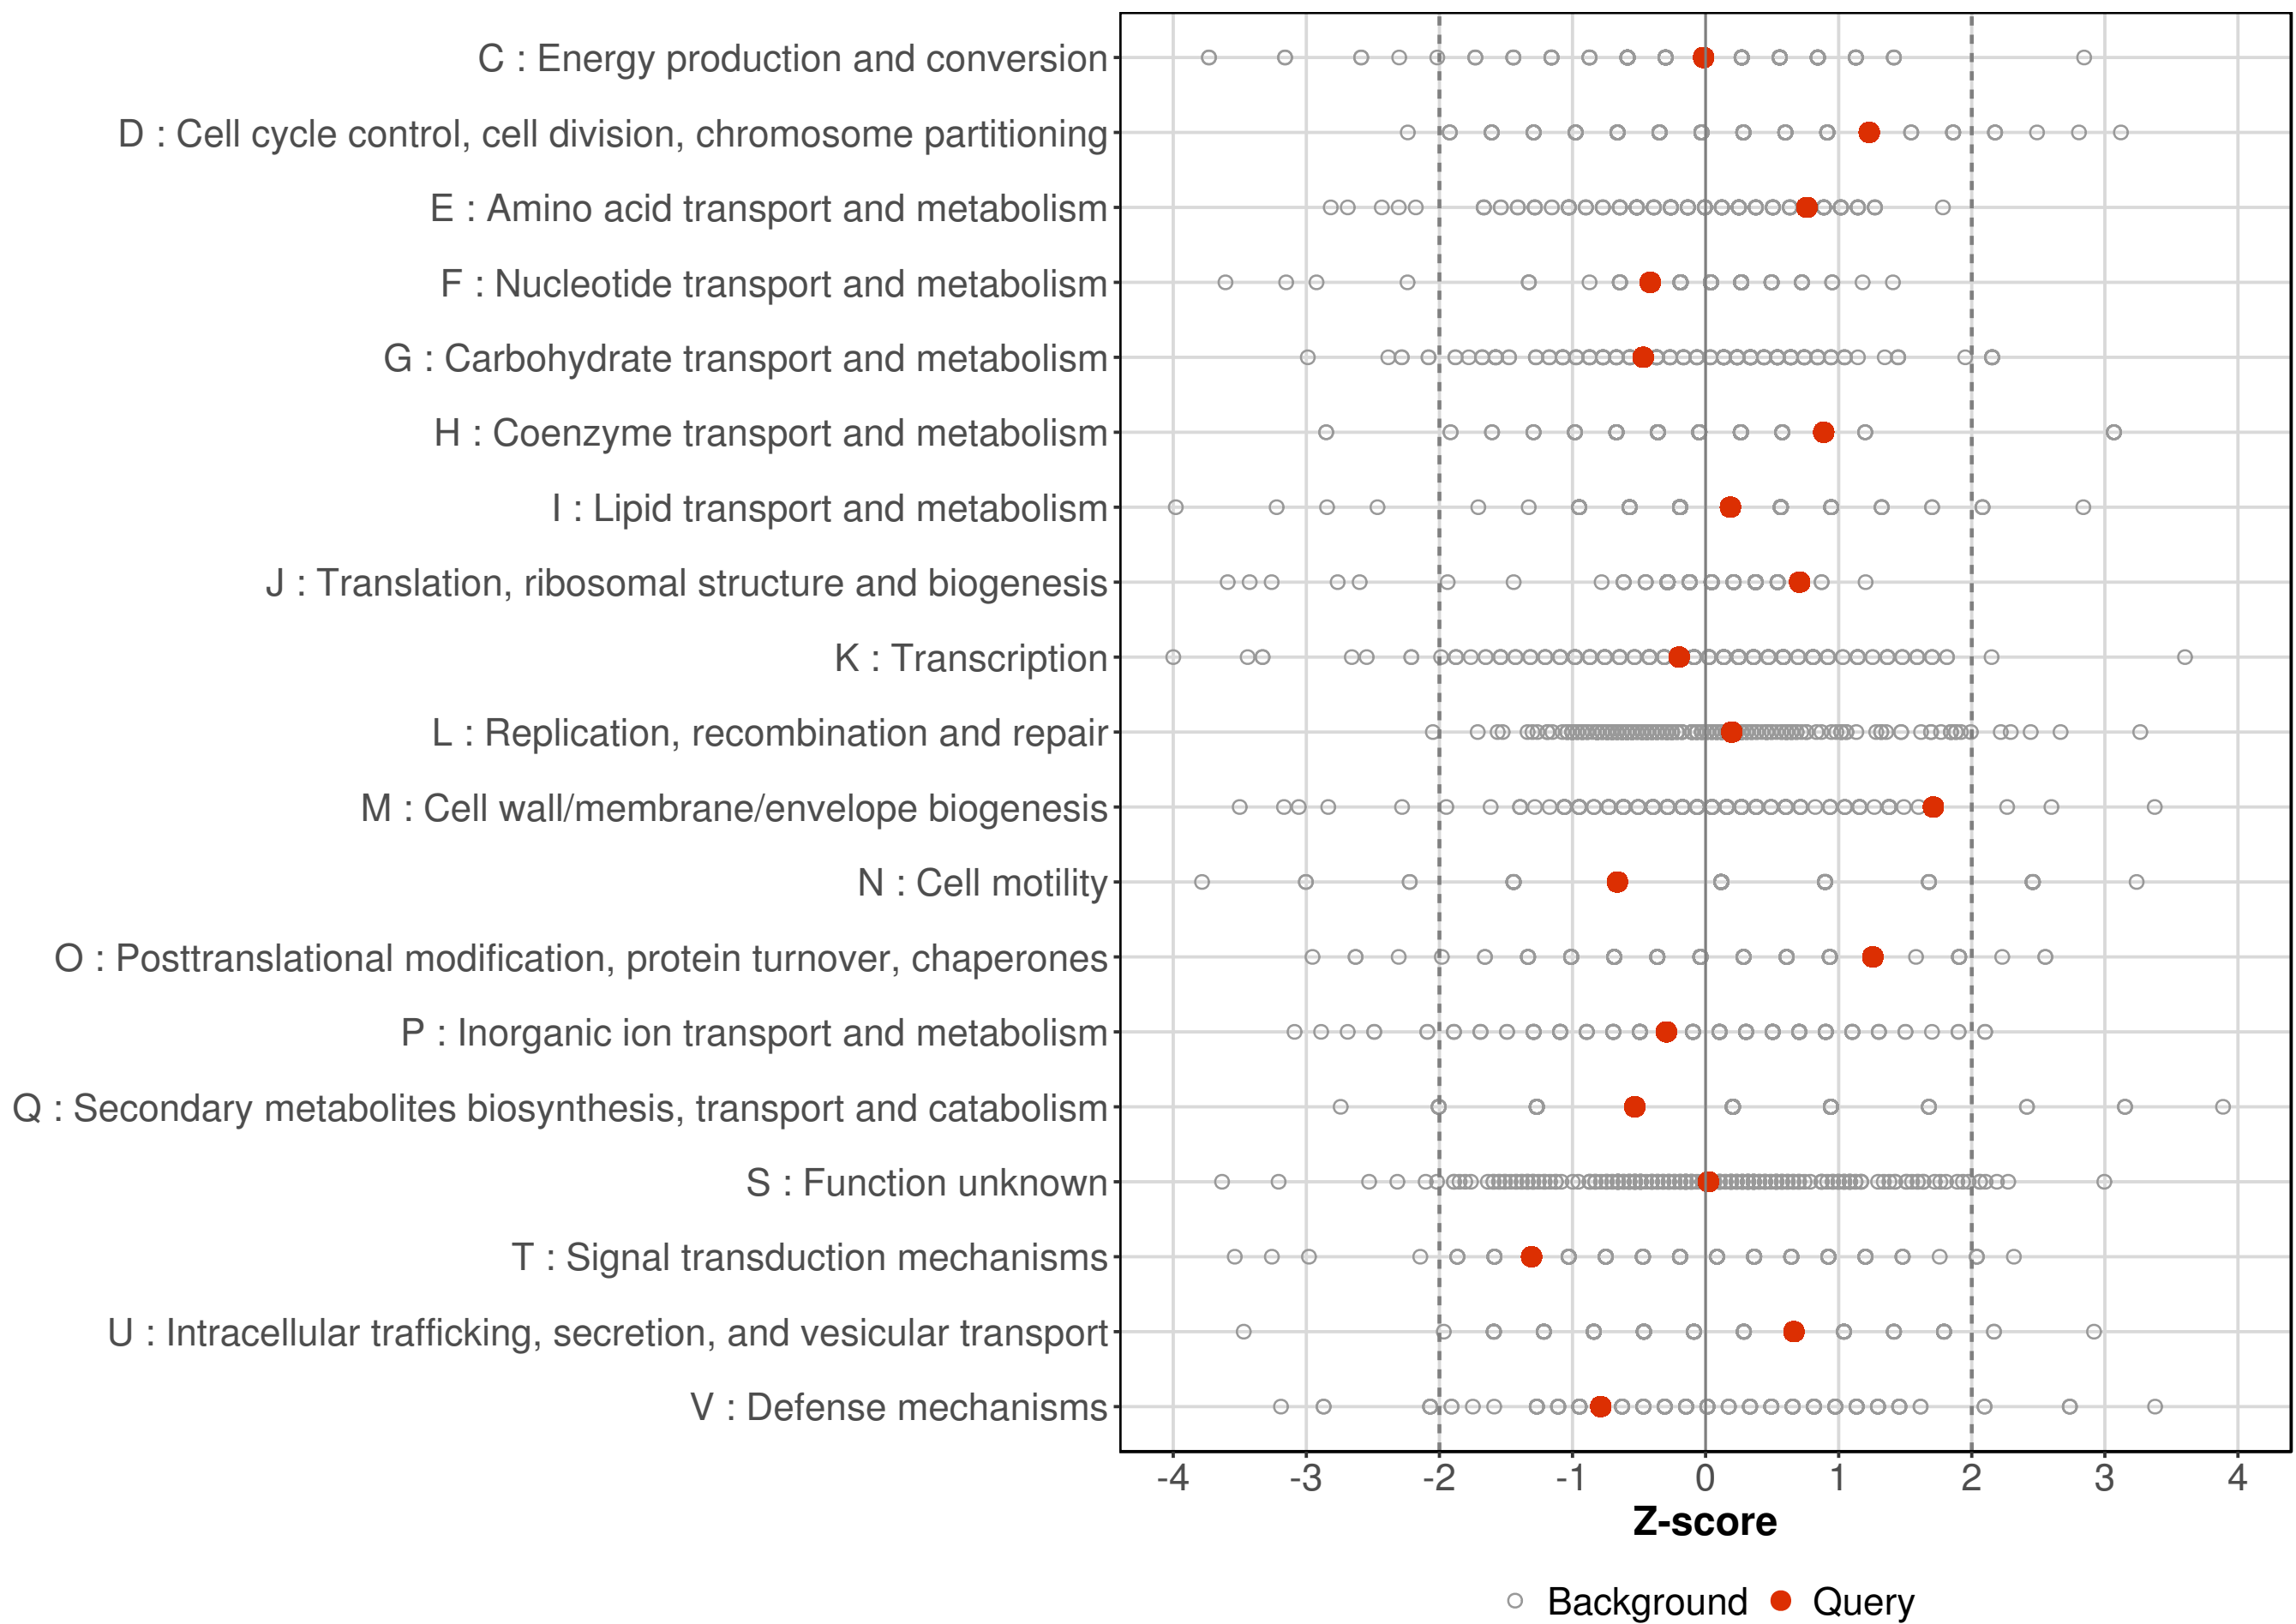 C : Energy production and conversion
D : Cell cycle control, cell division, chromosome partitioning
E : Amino acid transport and metabolism
F : Nucleotide transport and metabolism
G : Carbohydrate transport and metabolism
H : Coenzyme transport and metabolism
I : Lipid transport and metabolism
J : Translation, ribosomal structure and biogenesis
K : Transcription
L : Replication, recombination and repair
M : Cell wall/membrane/envelope biogenesis
N : Cell motility
O : Posttranslational modification, protein turnover, chaperones
P : Inorganic ion transport and metabolism
Q : Secondary metabolites biosynthesis, transport and catabolism
S : Function unknown
T : Signal transduction mechanisms
U : Intracellular trafficking, secretion, and vesicular transport
V : Defense mechanisms
-4 -3 -2 -1 0 1 2 3 4
Z-score
Background Query